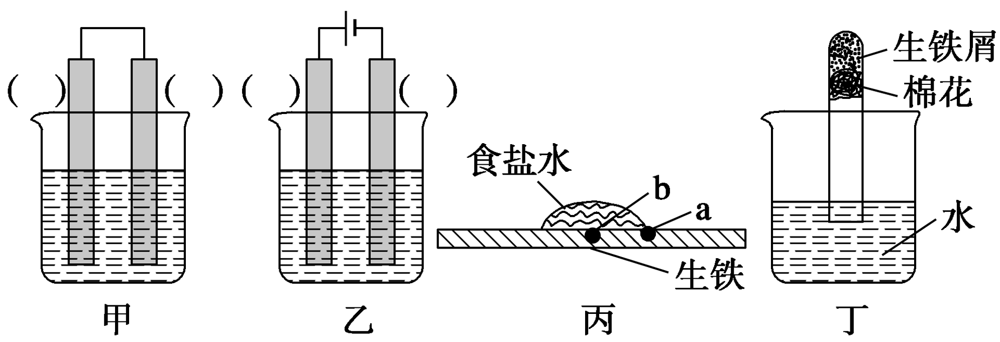 ( ) ( ) ( ) ( )
生铁屑
棉花
食盐水
b
a
水
生铁
甲 乙 丙 丁